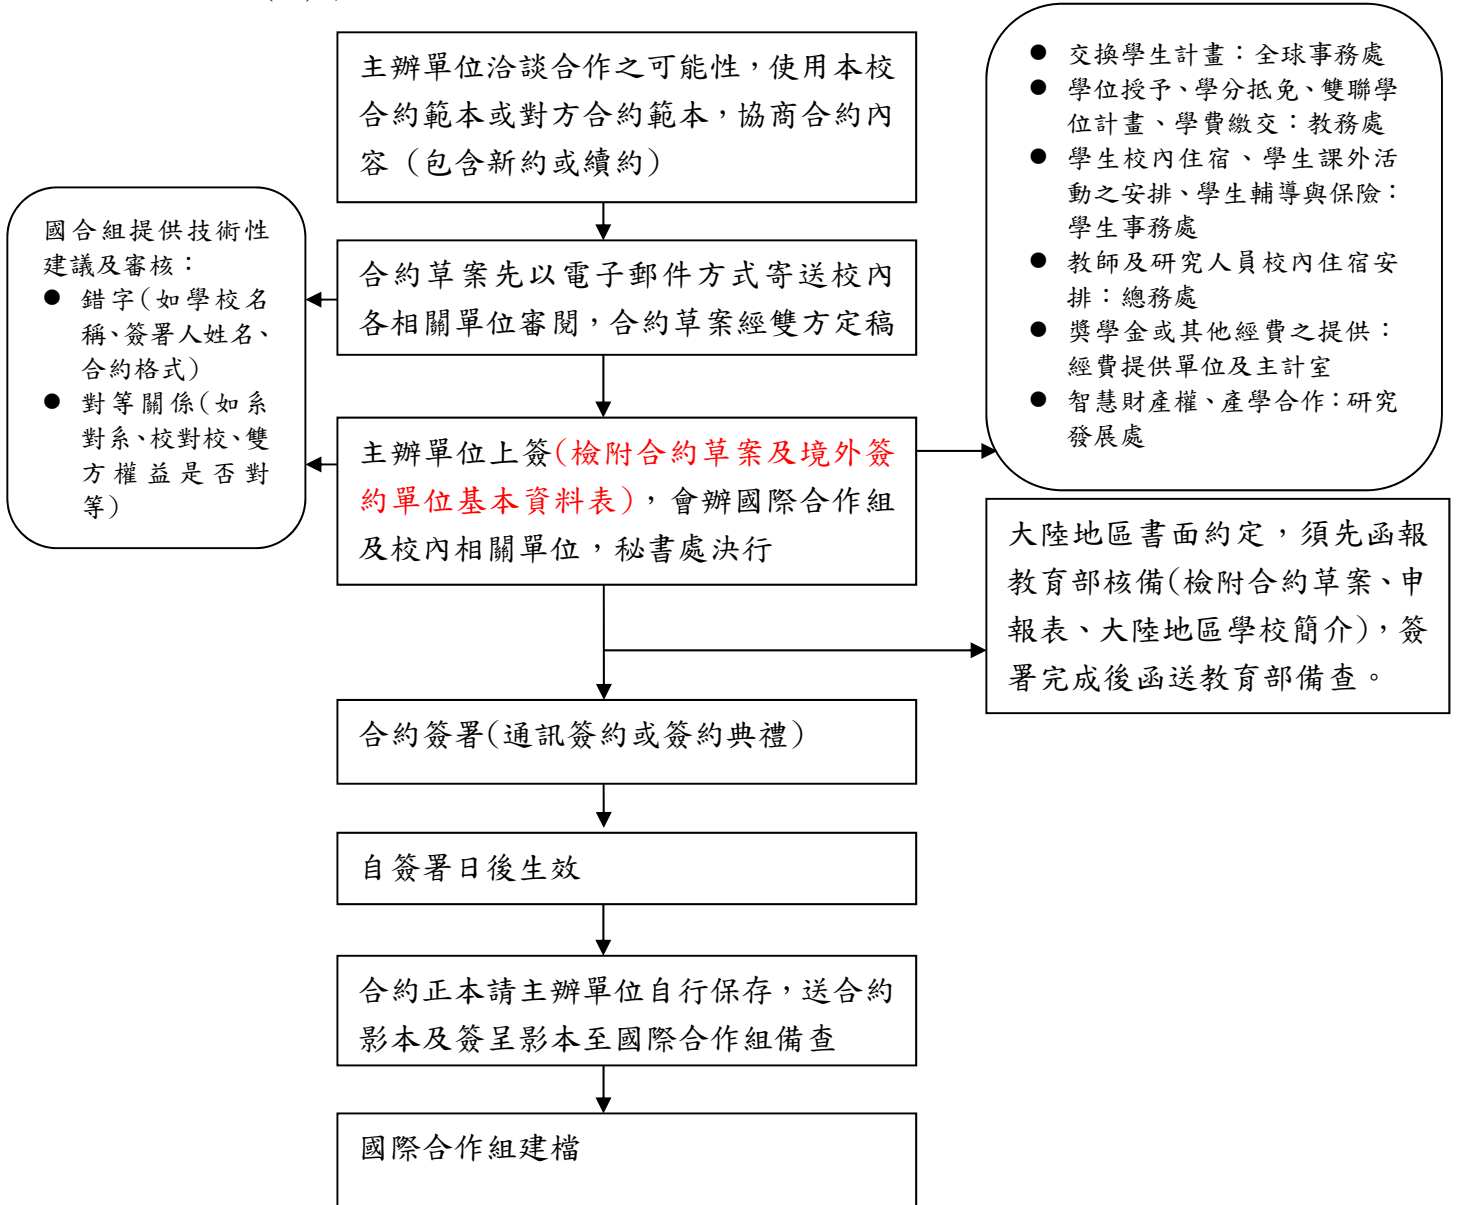 主辦單位洽談合作之可能性，使用本校
合約範本或對方合約範本，協商合約內
容（包含新約或續約）
● 交換學生計畫：全球事務處
● 學位授予、學分抵免、雙聯學
位計畫、學費繳交：教務處
● 學生校內住宿、學生課外活
動之安排、學生輔導與保險：
學生事務處
● 教師及研究人員校內住宿安
排：總務處
● 獎學金或其他經費之提供：
經費提供單位及主計室
● 智慧財產權、產學合作：研究
發展處
國合組提供技術性
建議及審核：
● 錯字(如學校名
稱、簽署人姓名、
合約格式)
● 對等關係(如系
對系、校對校、雙
方權益是否對
等)
合約草案先以電子郵件方式寄送校內
各相關單位審閱，合約草案經雙方定稿
主辦單位上簽(檢附合約草案及境外簽
約單位基本資料表)，會辦國際合作組
及校內相關單位，秘書處決行
大陸地區書面約定，須先函報
教育部核備(檢附合約草案、申
報表、大陸地區學校簡介)，簽
署完成後函送教育部備查。
合約簽署(通訊簽約或簽約典禮)
自簽署日後生效
合約正本請主辦單位自行保存，送合約
影本及簽呈影本至國際合作組備查
國際合作組建檔